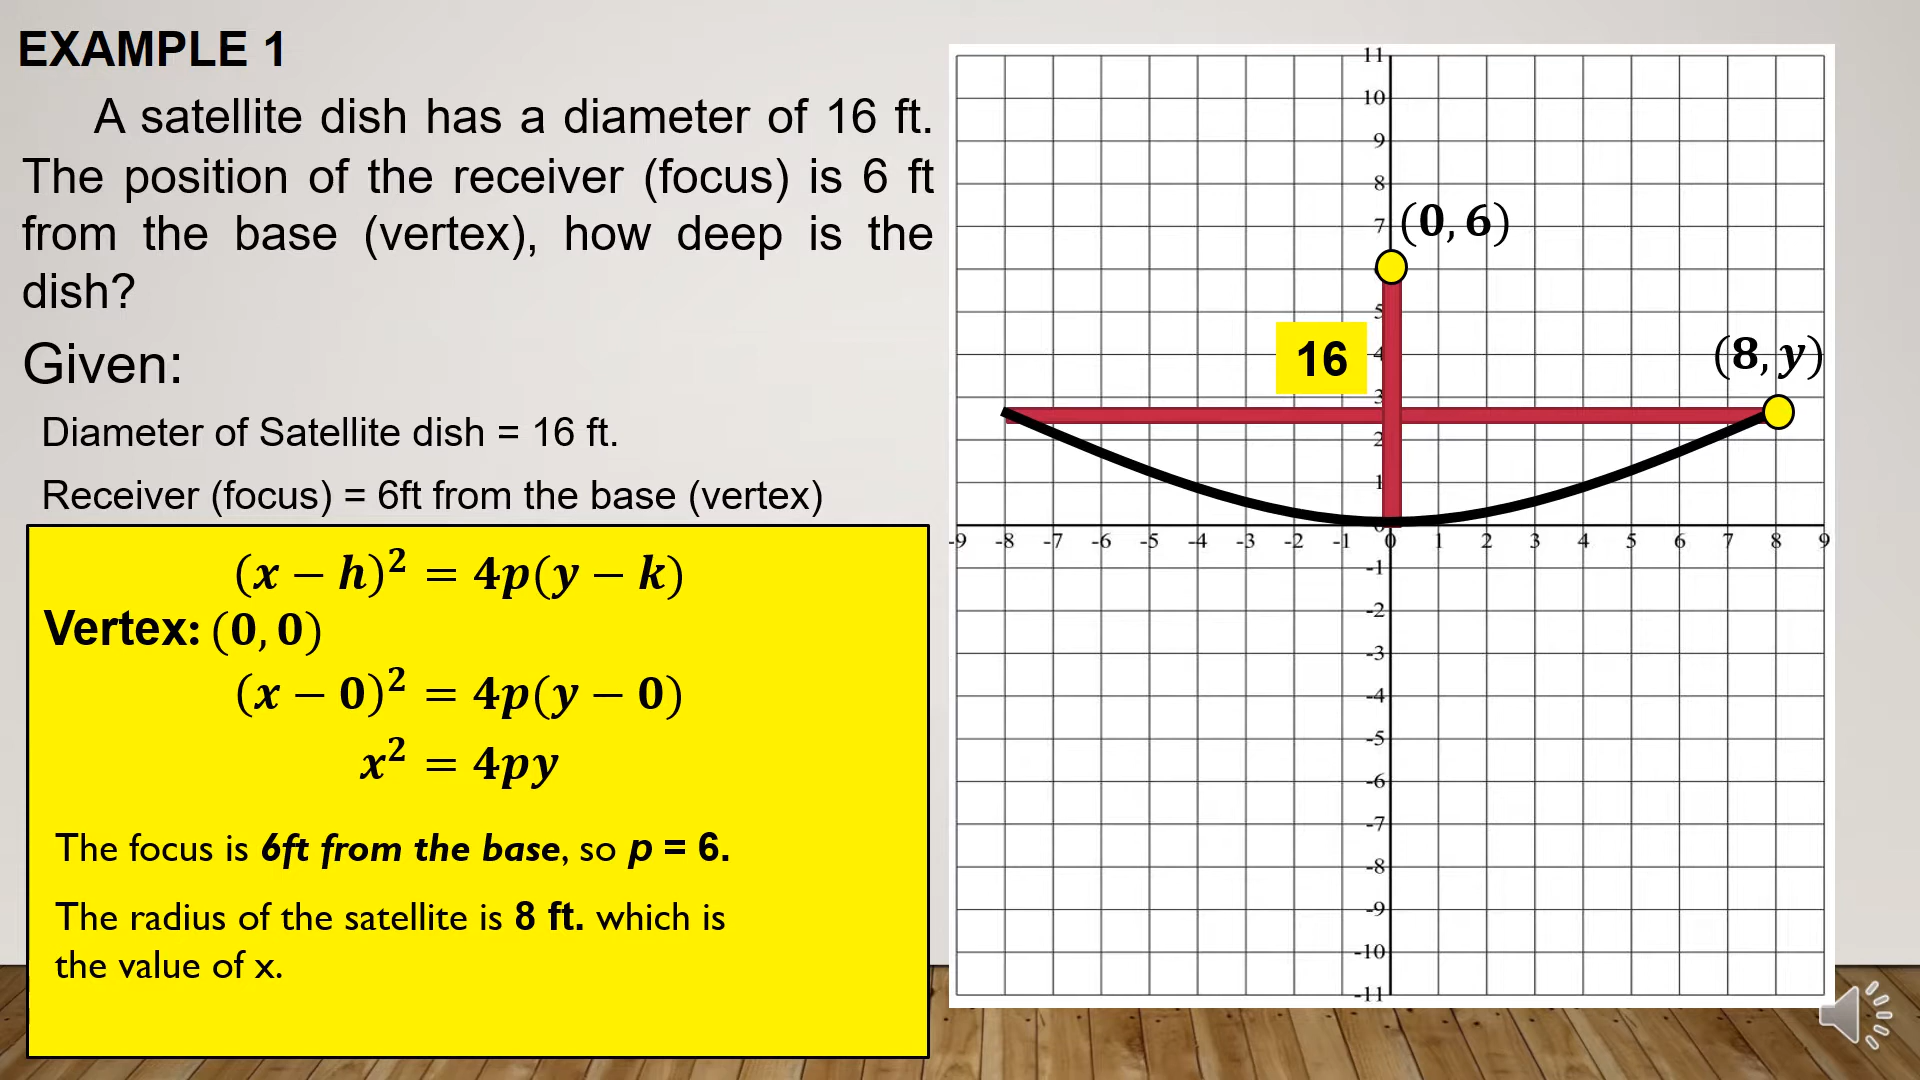 EXAMPLE 1
A satellite dish has a diameter of 16 ft.
The position of the receiver (focus) is 6 ft
from the base (vertex), how deep is the
dish?
Given:
Diameter of Satellite dish = 16 ft.
Receiver (focus) = 6ft from the base (vertex)
(x − h)² = 4p(y − k)
Vertex: (0, 0)
(x − 0)² = 4p(y − 0)
x² = 4py
The focus is 6ft from the base, so p = 6.
The radius of the satellite is 8 ft. which is
the value of x.
11
10
9
8
7
(0, 6)
5
16
4
(8, y)
3
2
1
0
-9 -8 -7 -6 -5 -4 -3 -2 -1 0 1 2 3 4 5 6 7 8 9
-1
-2
-3
-4
-5
-6
-7
-8
-9
-10
-11